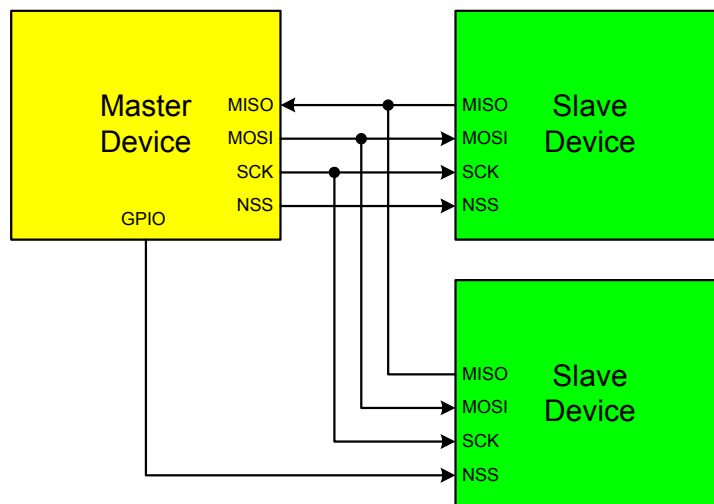 Master
Device
MISO
MOSI
SCK
NSS
GPIO
MISO
MOSI
SCK
NSS
Slave
Device
MISO
MOSI
SCK
NSS
Slave
Device